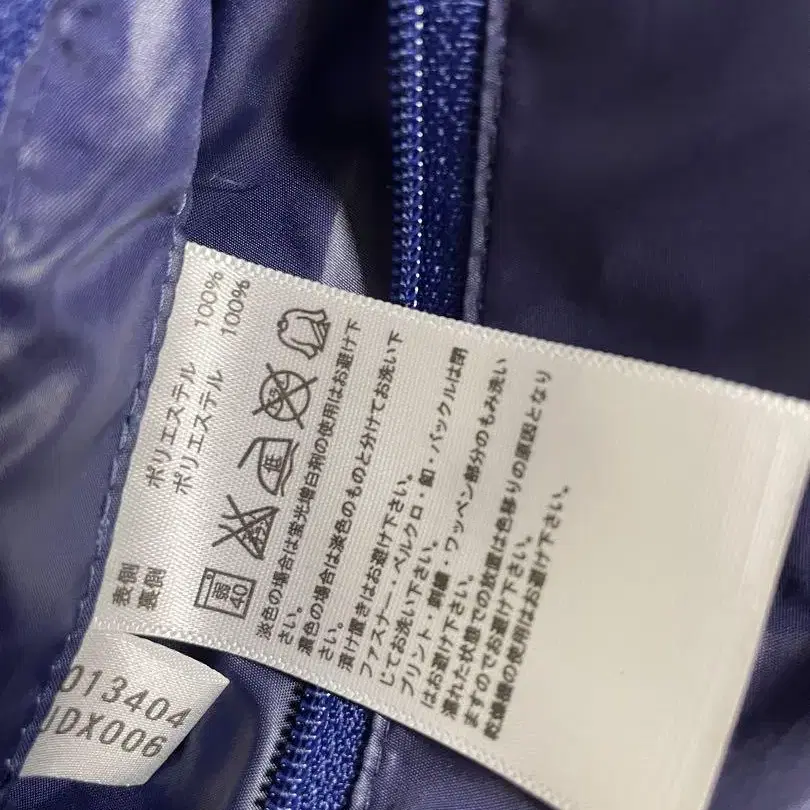 表側 ポリエステル 100%
裏側 ポリエステル 100%
弱
40
低
淡色の場合は蛍光増白剤の使用はお避け下
さい。
濃色の場合は淡色のものと分けてお洗い下
さい。
漬け置きはお避け下さい。
ファスナー・ベルクロ・釦・バックルは閉
じてお洗い下さい。
プリント・刺繍・ワッペン部分のもみ洗い
はお避け下さい。
濡れた状態での放置は色移りの原因となり
ますのでお避け下さい。
乾燥機の使用はお避け下さい。
013404
JDX006